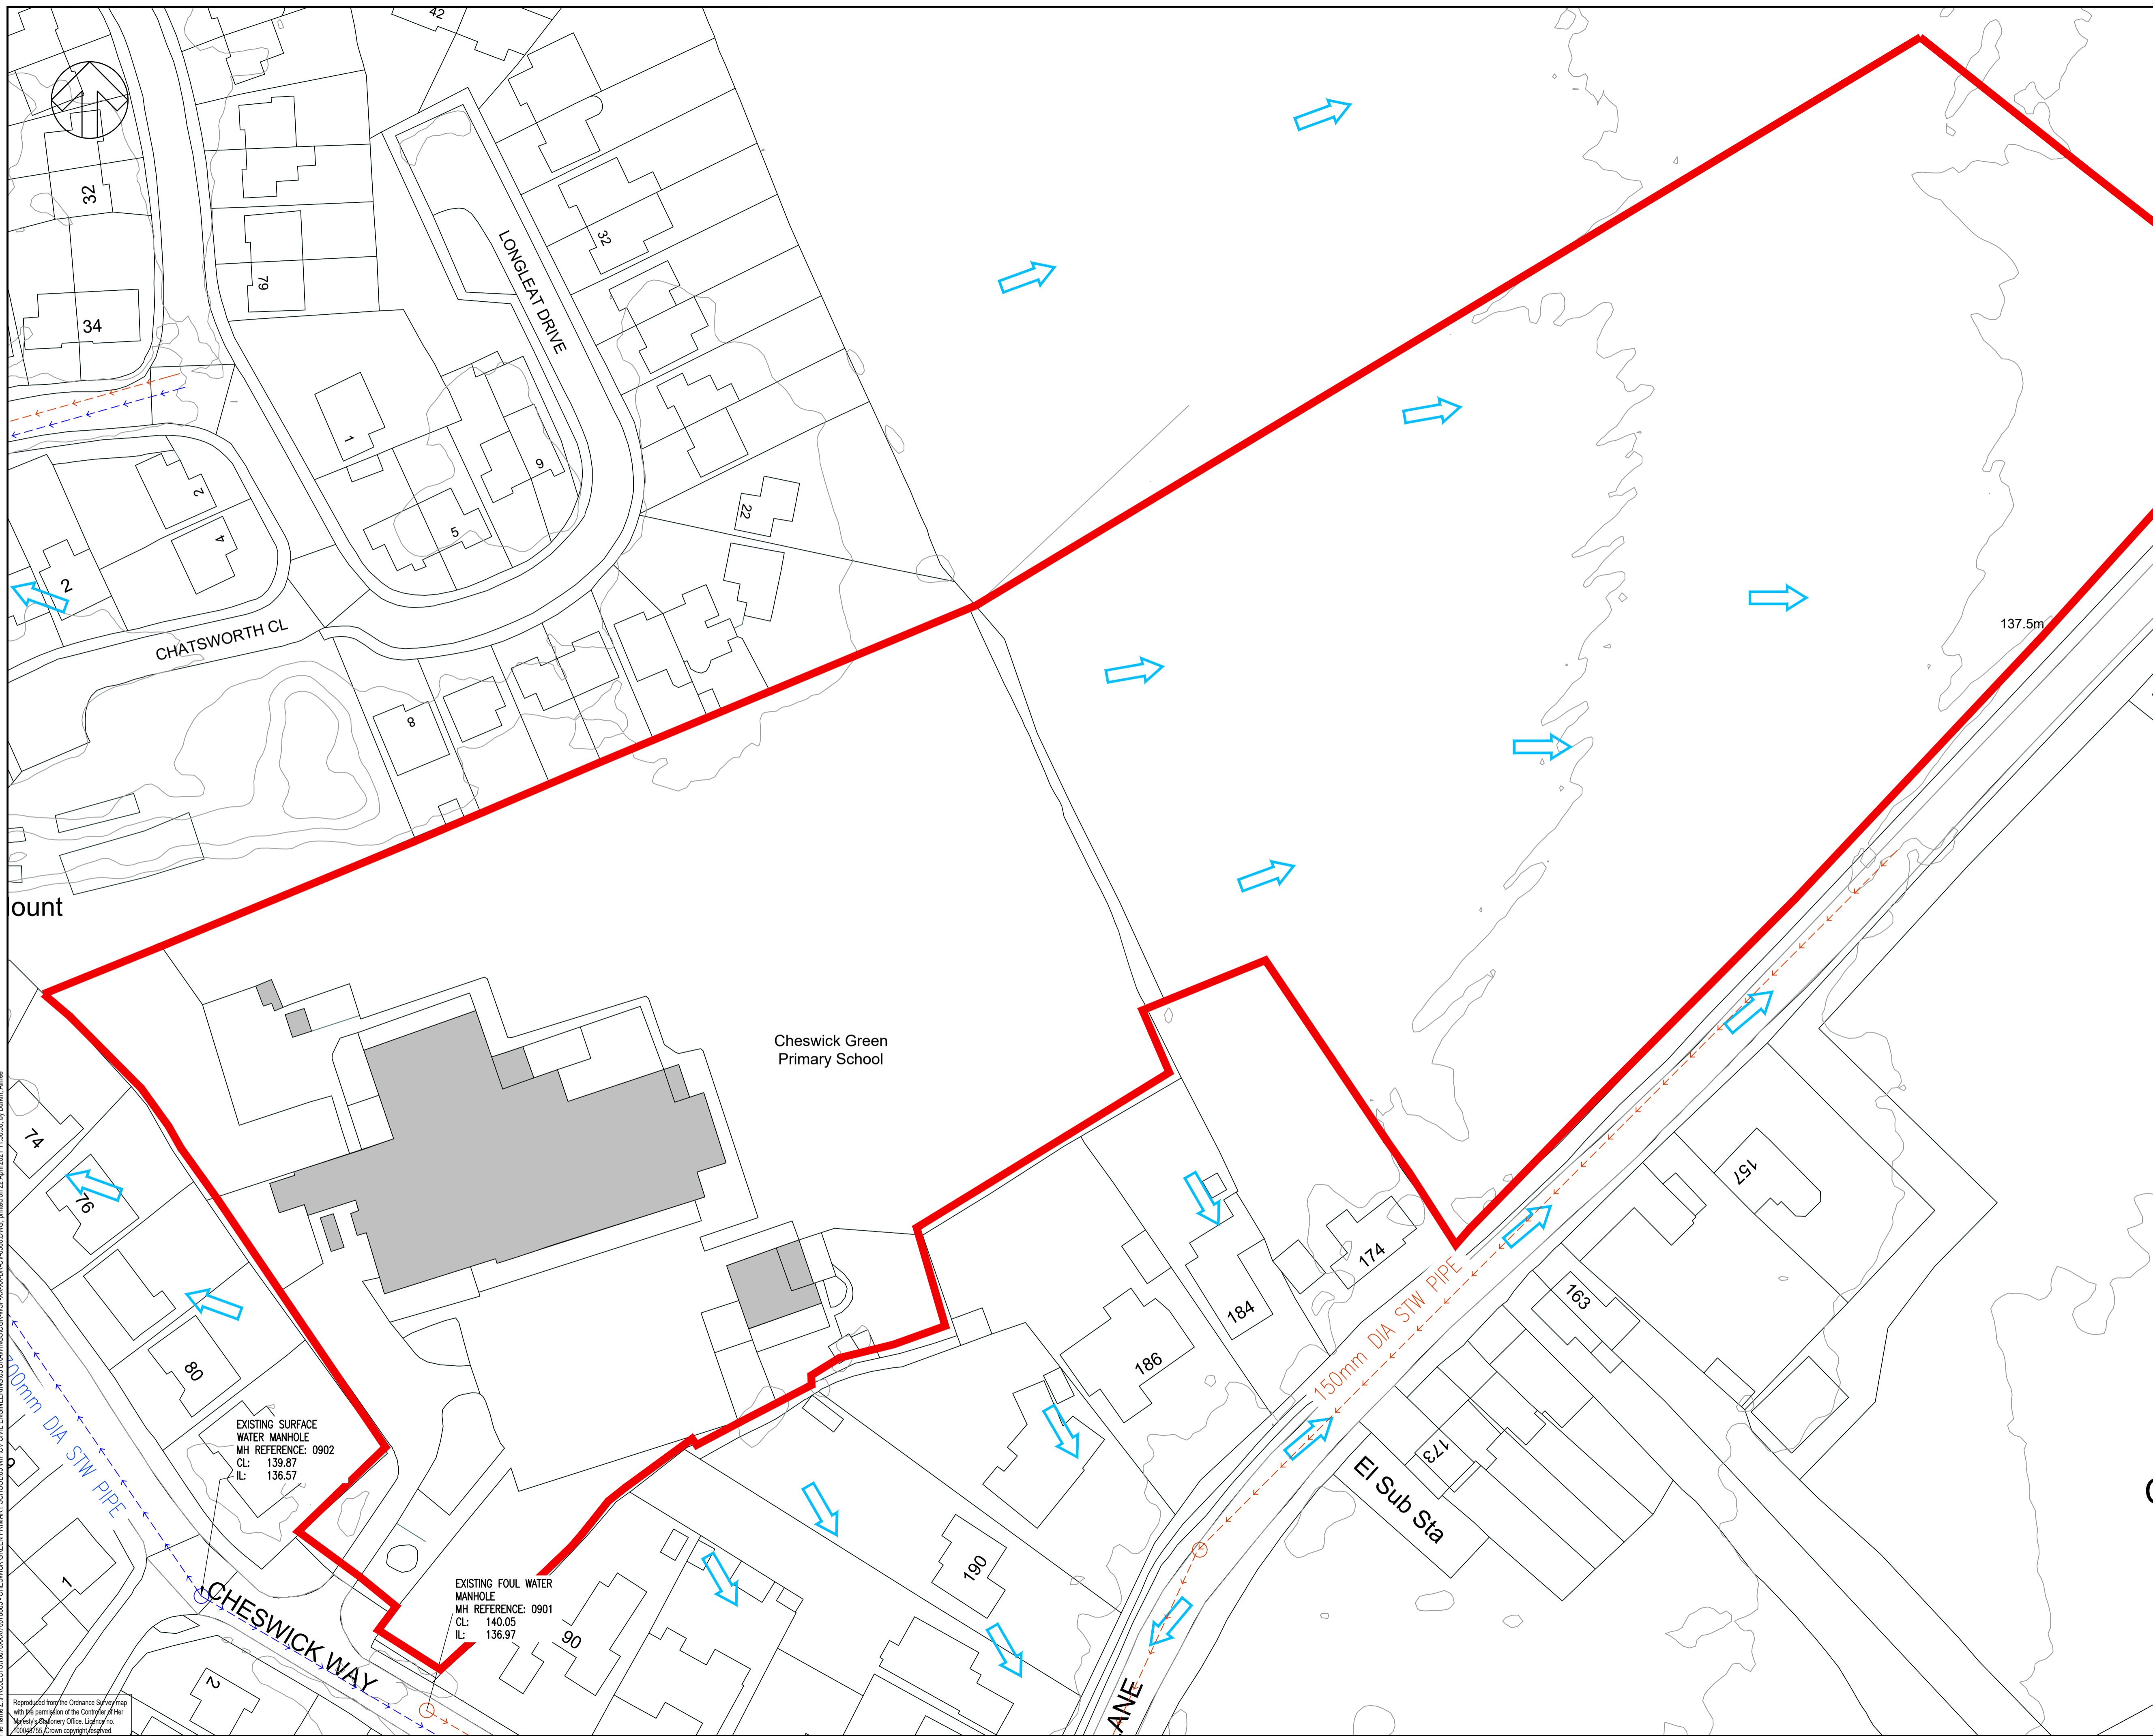 42
32
79
34
32
LONGLEAT DRIVE
1
9
2
4
5
22
2
CHATSWORTH CL
8
137.5m
ount
Cheswick Green
Primary School
74
76
157
174
163
184
186
80
150mm DIA STW PIPE
00mm DIA STW PIPE
EXISTING SURFACE
WATER MANHOLE
MH REFERENCE: 0902
CL: 139.87
IL: 136.57
173
El Sub Sta
190
1
CHESWICK WAY
EXISTING FOUL WATER
MANHOLE
MH REFERENCE: 0901
CL: 140.05
IL: 136.97
90
2
LANE
Reproduced from the Ordnance Survey map
with the permission of the Controller of Her
Majesty's Stationery Office. Licence no.
100048755. Crown copyright reserved.